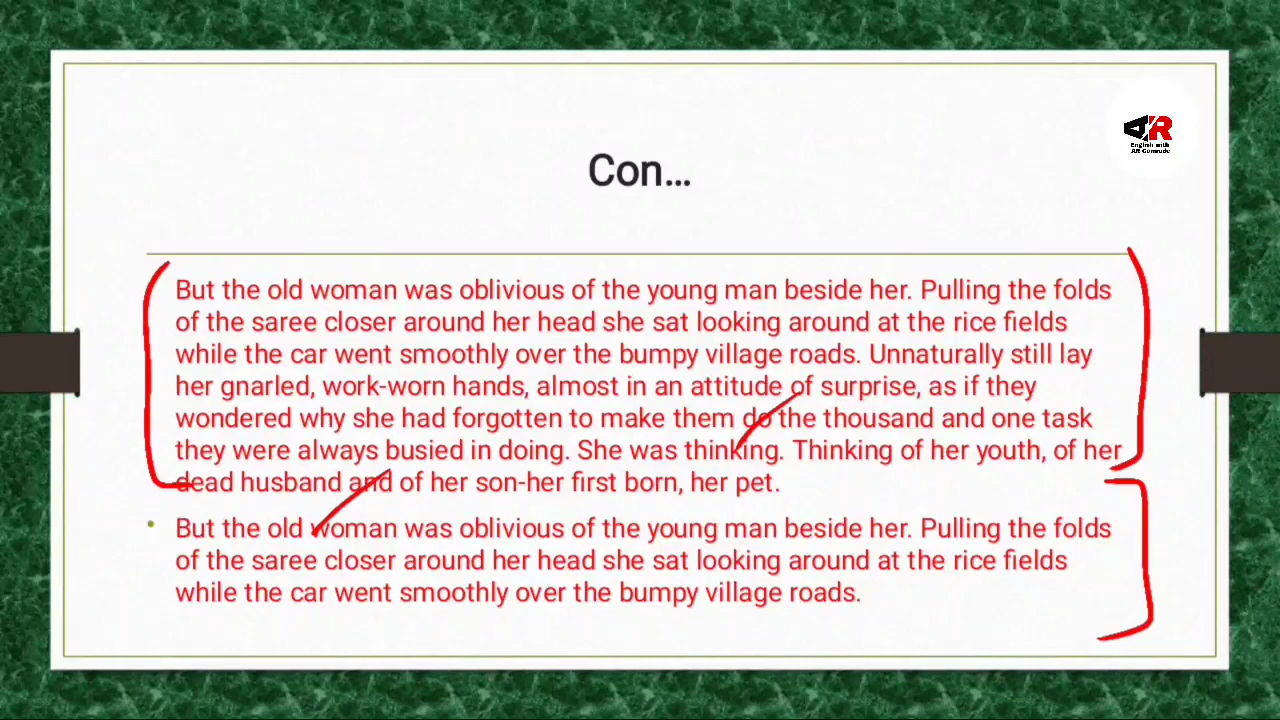 AR
English with
AR Comrade
Con...
But the old woman was oblivious of the young man beside her. Pulling the folds
of the saree closer around her head she sat looking around at the rice fields
while the car went smoothly over the bumpy village roads. Unnaturally still lay
her gnarled, work-worn hands, almost in an attitude of surprise, as if they
wondered why she had forgotten to make them do the thousand and one task
they were always busied in doing. She was thinking. Thinking of her youth, of her
dead husband and of her son-her first born, her pet.
But the old woman was oblivious of the young man beside her. Pulling the folds
of the saree closer around her head she sat looking around at the rice fields
while the car went smoothly over the bumpy village roads.